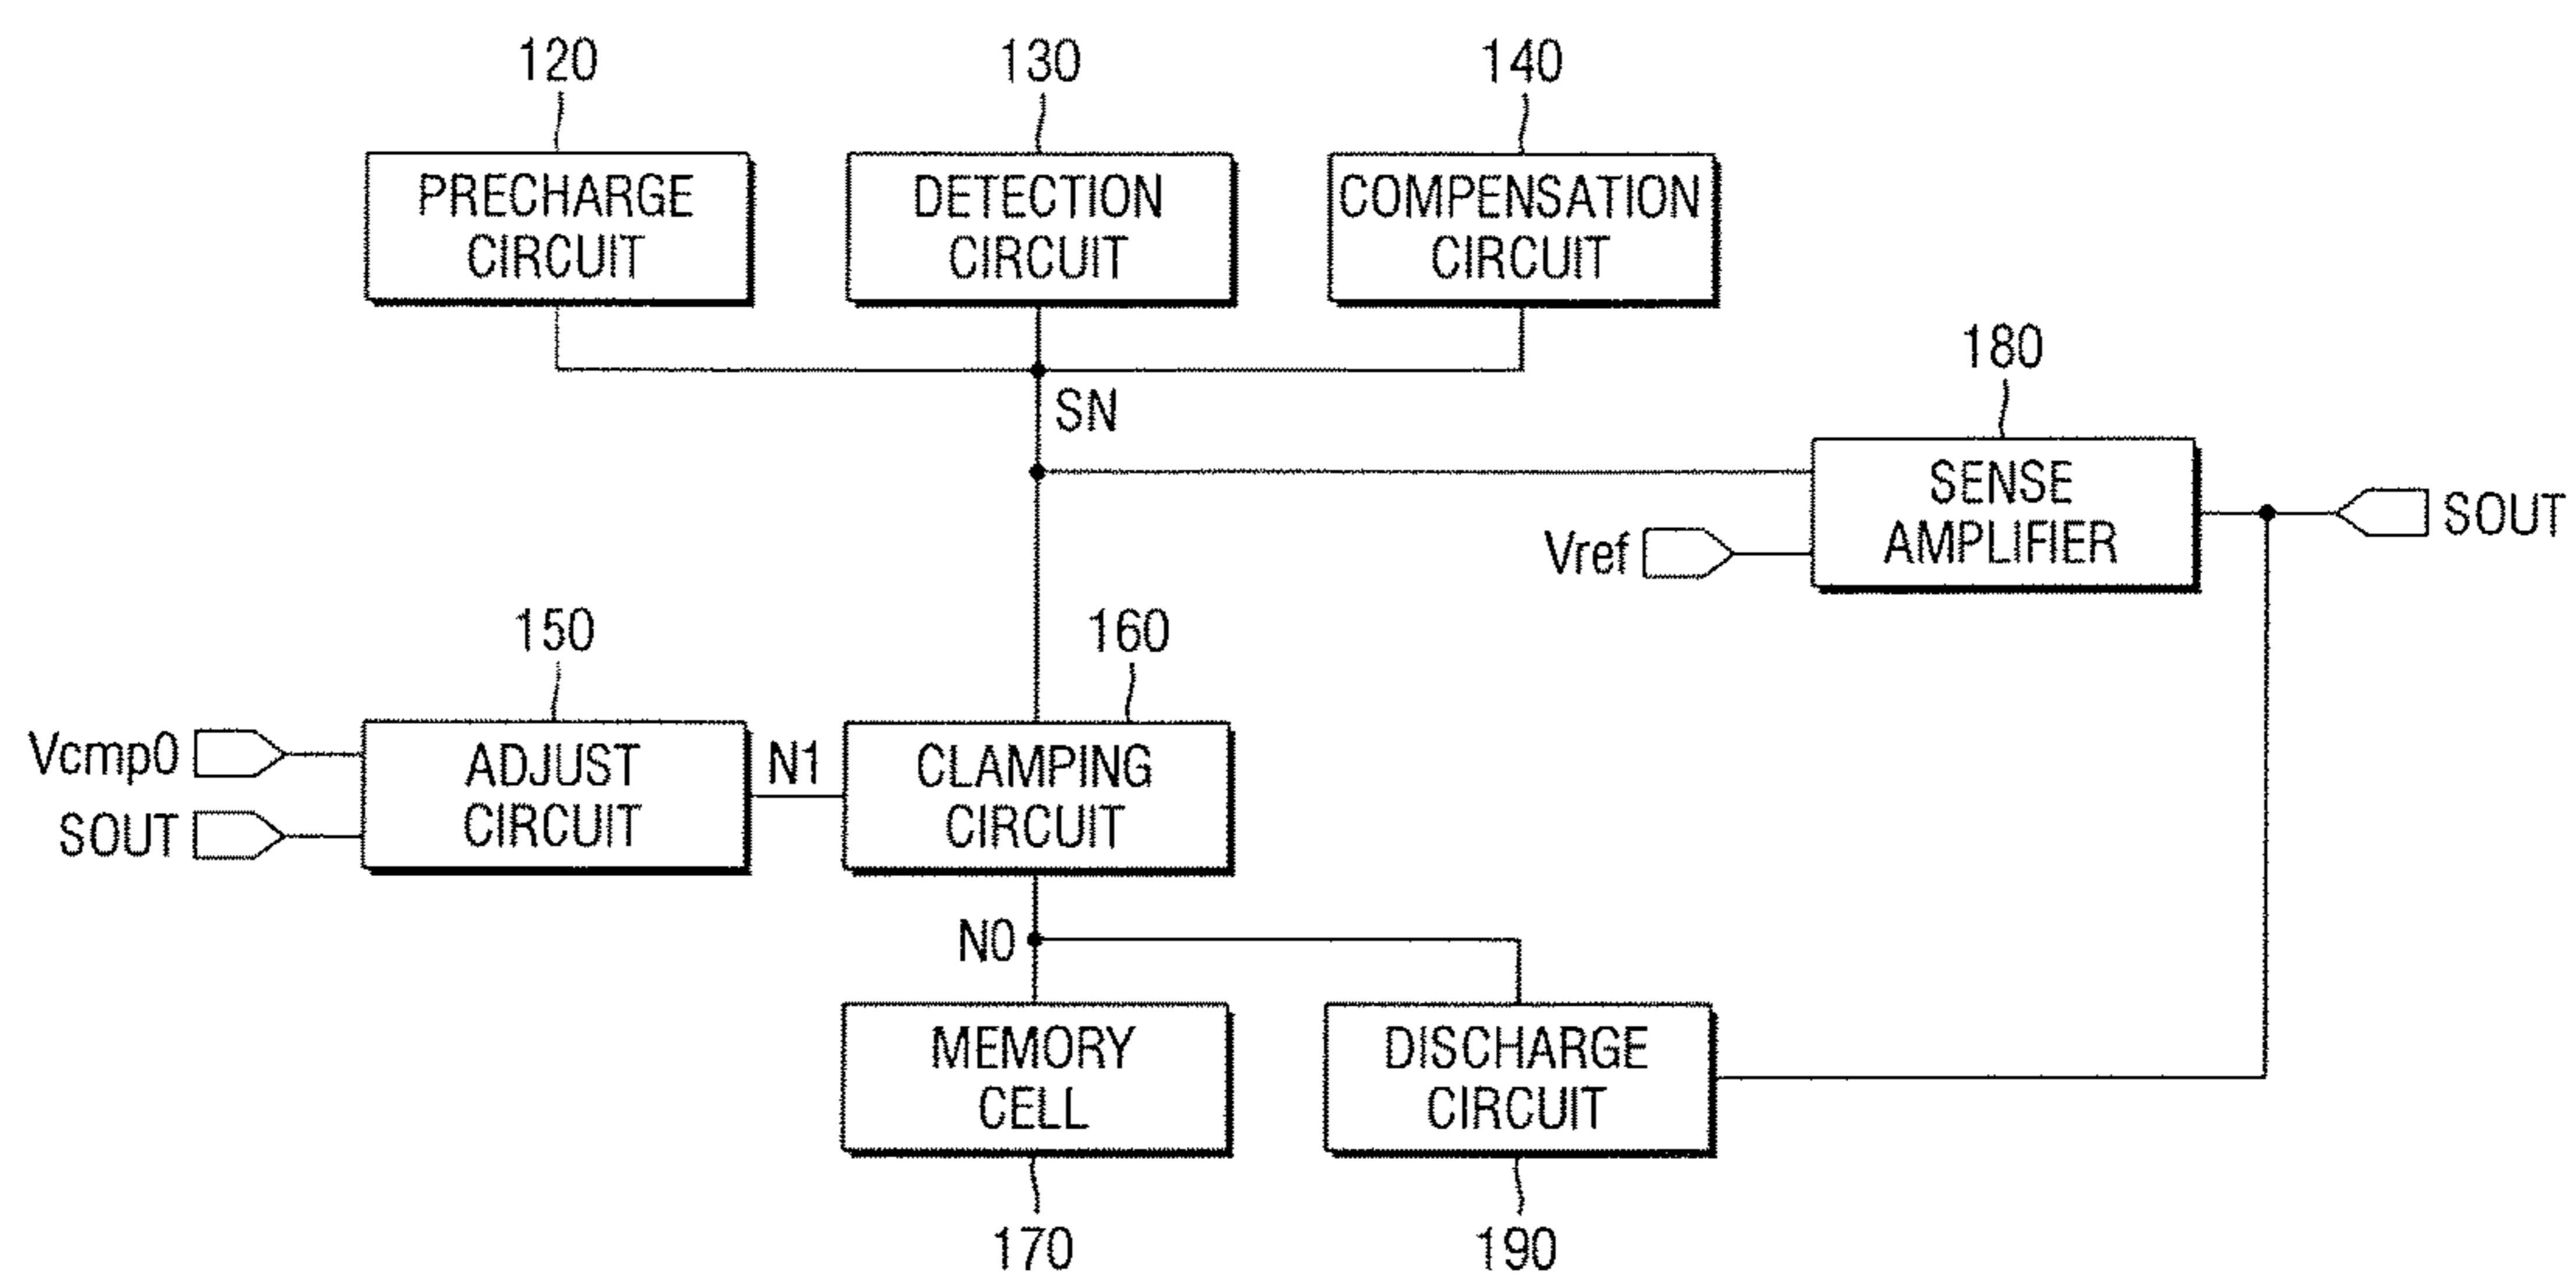 120
130
140
PRECHARGE
CIRCUIT
DETECTION
CIRCUIT
COMPENSATION
CIRCUIT
SN
180
SENSE
AMPLIFIER
SOUT
Vref
150
160
Vcmp0
SOUT
ADJUST
CIRCUIT
N1
CLAMPING
CIRCUIT
N0
MEMORY
CELL
DISCHARGE
CIRCUIT
170
190